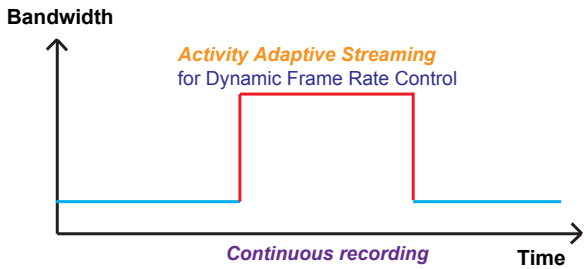 Bandwidth
Activity Adaptive Streaming
for Dynamic Frame Rate Control
Continuous recording
Time